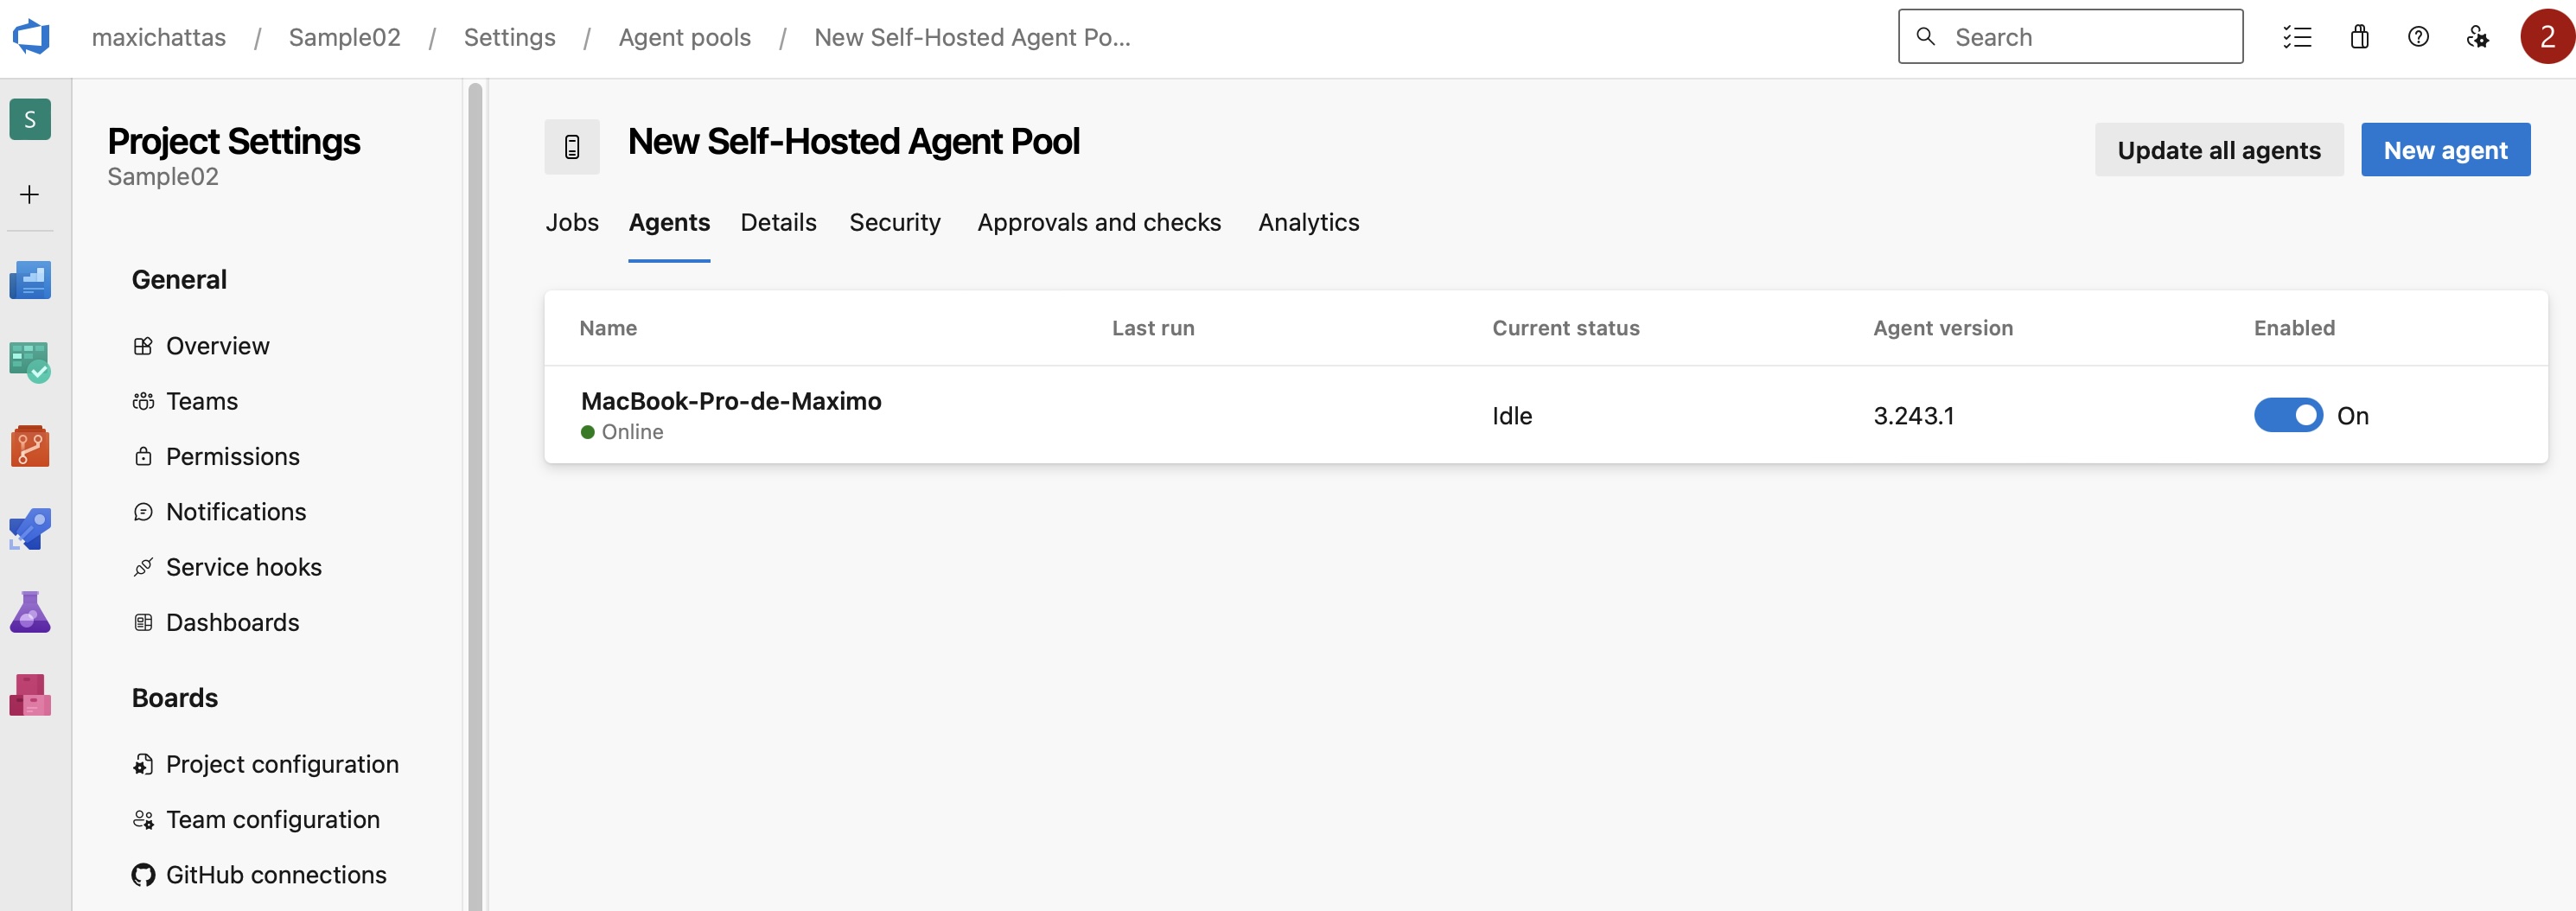 maxichattas / Sample02 / Settings / Agent pools / New Self-Hosted Agent Po...
Search
2
S
Project Settings
Sample02
General
Overview
Teams
Permissions
Notifications
Service hooks
Dashboards
Boards
Project configuration
Team configuration
GitHub connections
New Self-Hosted Agent Pool
Update all agents
New agent
Jobs Agents Details Security Approvals and checks Analytics
Name Last run Current status Agent version Enabled
MacBook-Pro-de-Maximo
Online
Idle
3.243.1
On